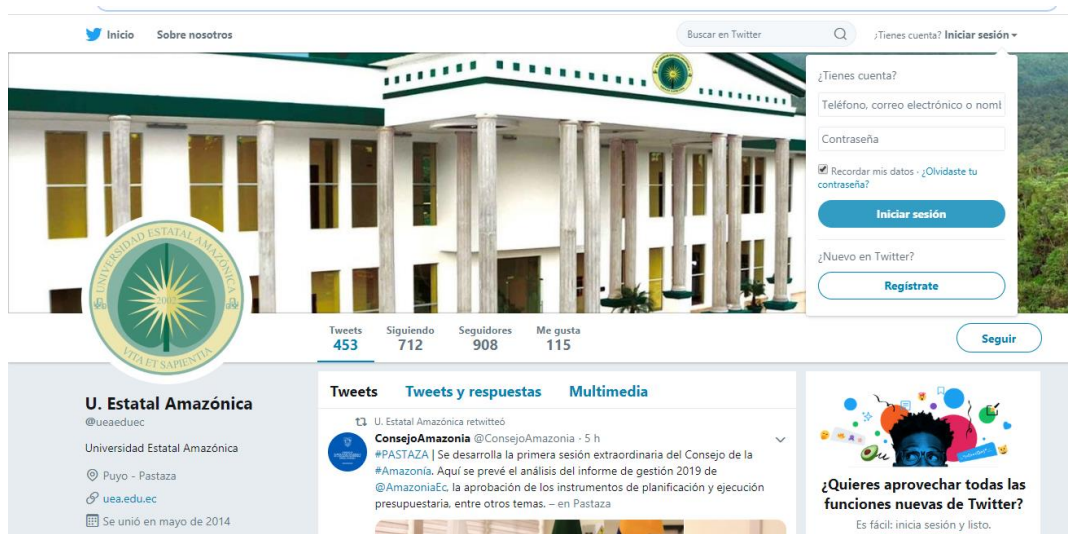 Inicio Sobre nosotros
Buscar en Twitter
¿Tienes cuenta? Iniciar sesión
¿Tienes cuenta?
Teléfono, correo electrónico o noml
Contraseña
Recordar mis datos · ¿Olvidaste tu
contraseña?
Iniciar sesión
¿Nuevo en Twitter?
Regístrate
UNIVERSIDAD ESTATAL AMAZÓNICA
2002
VITA ET SAPIENTIA
Tweets Siguiendo Seguidores Me gusta
453 712 908 115
Seguir
U. Estatal Amazónica
@ueaeduec
Universidad Estatal Amazónica
Puyo - Pastaza
uea.edu.ec
Se unió en mayo de 2014
Tweets Tweets y respuestas Multimedia
U. Estatal Amazónica retwitteó
ConsejoAmazonia @ConsejoAmazonia · 5 h
#PASTAZA | Se desarrolla la primera sesión extraordinaria del Consejo de la
#Amazonía. Aquí se prevé el análisis del informe de gestión 2019 de
@AmazoniaEc, la aprobación de los instrumentos de planificación y ejecución
presupuestaria, entre otros temas. – en Pastaza
¿Quieres aprovechar todas las
funciones nuevas de Twitter?
Es fácil: inicia sesión y listo.